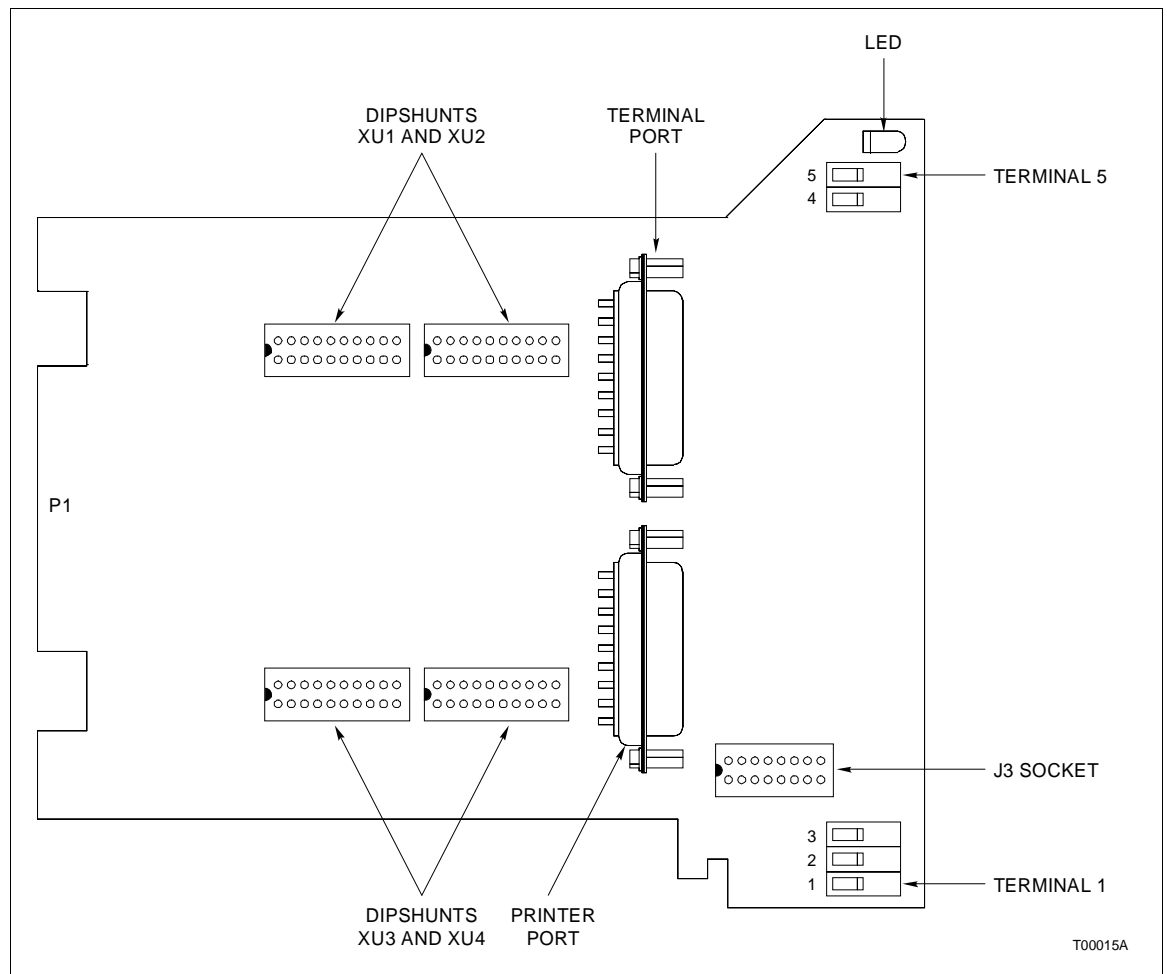 LED
DIPSHUNTS
XU1 AND XU2
TERMINAL
PORT
5
TERMINAL 5
4
P1
J3 SOCKET
3
2
1
TERMINAL 1
DIPSHUNTS
XU3 AND XU4
PRINTER
PORT
T00015A